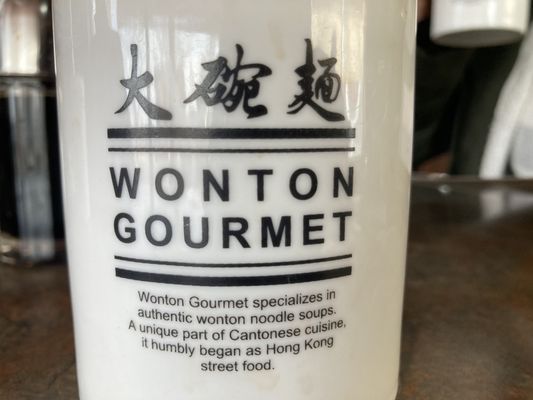 大碗麺
WONTON
GOURMET
Wonton Gourmet specializes in
authentic wonton noodle soups.
A unique part of Cantonese cuisine,
it humbly began as Hong Kong
street food.